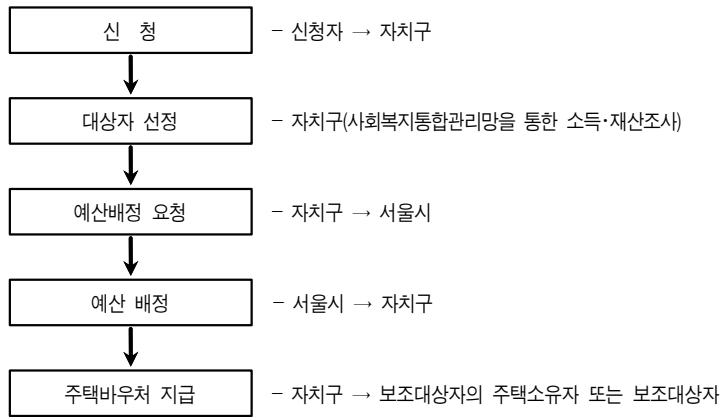 신 청 － 신청자 → 자치구
대상자 선정 － 자치구(사회복지통합관리망을 통한 소득･재산조사)
예산배정 요청 － 자치구 → 서울시
예산 배정 － 서울시 → 자치구
주택바우처 지급 － 자치구 → 보조대상자의 주택소유자 또는 보조대상자